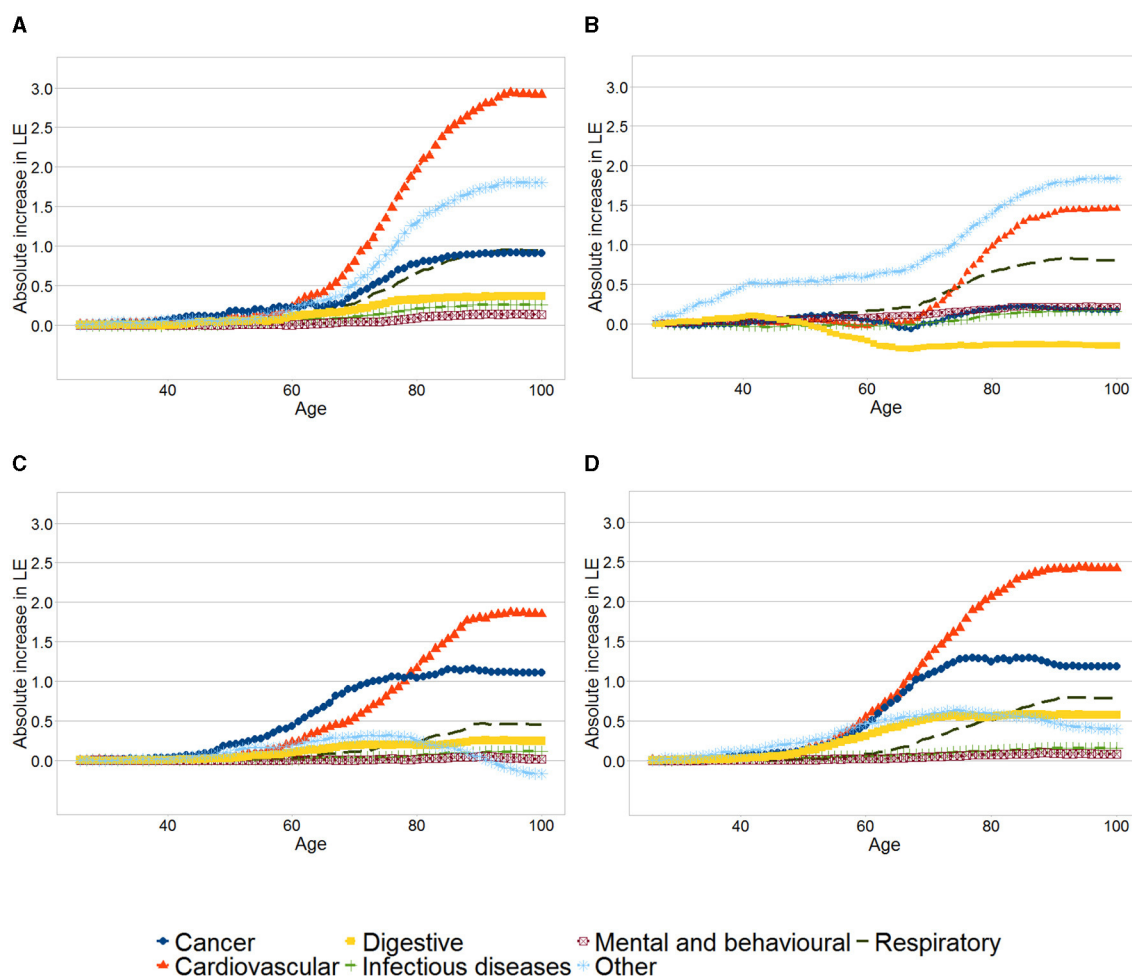 A
B
Absolute increase in LE
3.0
2.5
2.0
1.5
1.0
0.5
0.0
40 60 80 100
Age
Absolute increase in LE
3.0
2.5
2.0
1.5
1.0
0.5
0.0
40 60 80 100
Age
C
D
Absolute increase in LE
3.0
2.5
2.0
1.5
1.0
0.5
0.0
40 60 80 100
Age
Absolute increase in LE
3.0
2.5
2.0
1.5
1.0
0.5
0.0
40 60 80 100
Age
Cancer Digestive Mental and behavioural Respiratory
Cardiovascular Infectious diseases Other